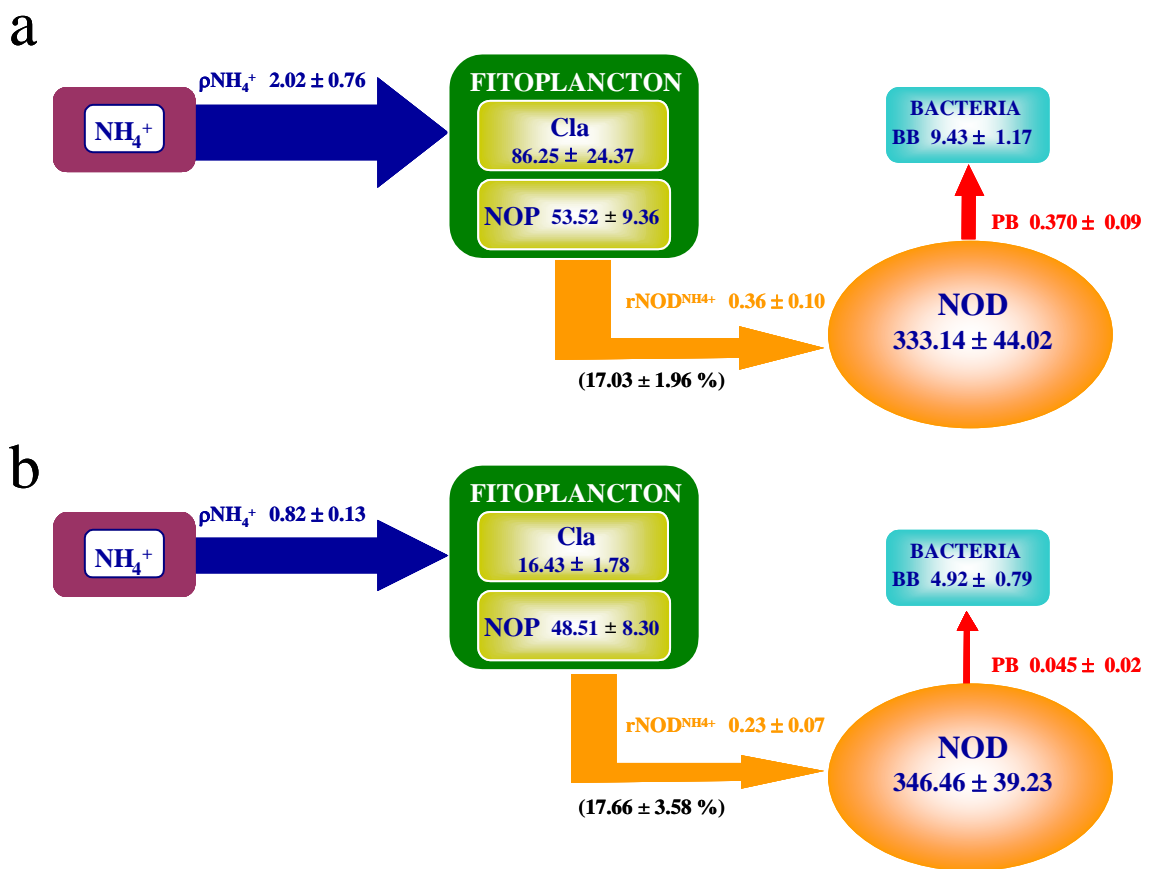 a
ρNH₄⁺ 2.02 ± 0.76
NH₄⁺
FITOPLANCTON
Cla
86.25 ± 24.37
NOP 53.52 ± 9.36
BACTERIA
BB 9.43 ± 1.17
PB 0.370 ± 0.09
rNODᴺᴴ⁴⁺ 0.36 ± 0.10
(17.03 ± 1.96 %)
NOD
333.14 ± 44.02
b
ρNH₄⁺ 0.82 ± 0.13
NH₄⁺
FITOPLANCTON
Cla
16.43 ± 1.78
NOP 48.51 ± 8.30
BACTERIA
BB 4.92 ± 0.79
PB 0.045 ± 0.02
rNODᴺᴴ⁴⁺ 0.23 ± 0.07
(17.66 ± 3.58 %)
NOD
346.46 ± 39.23